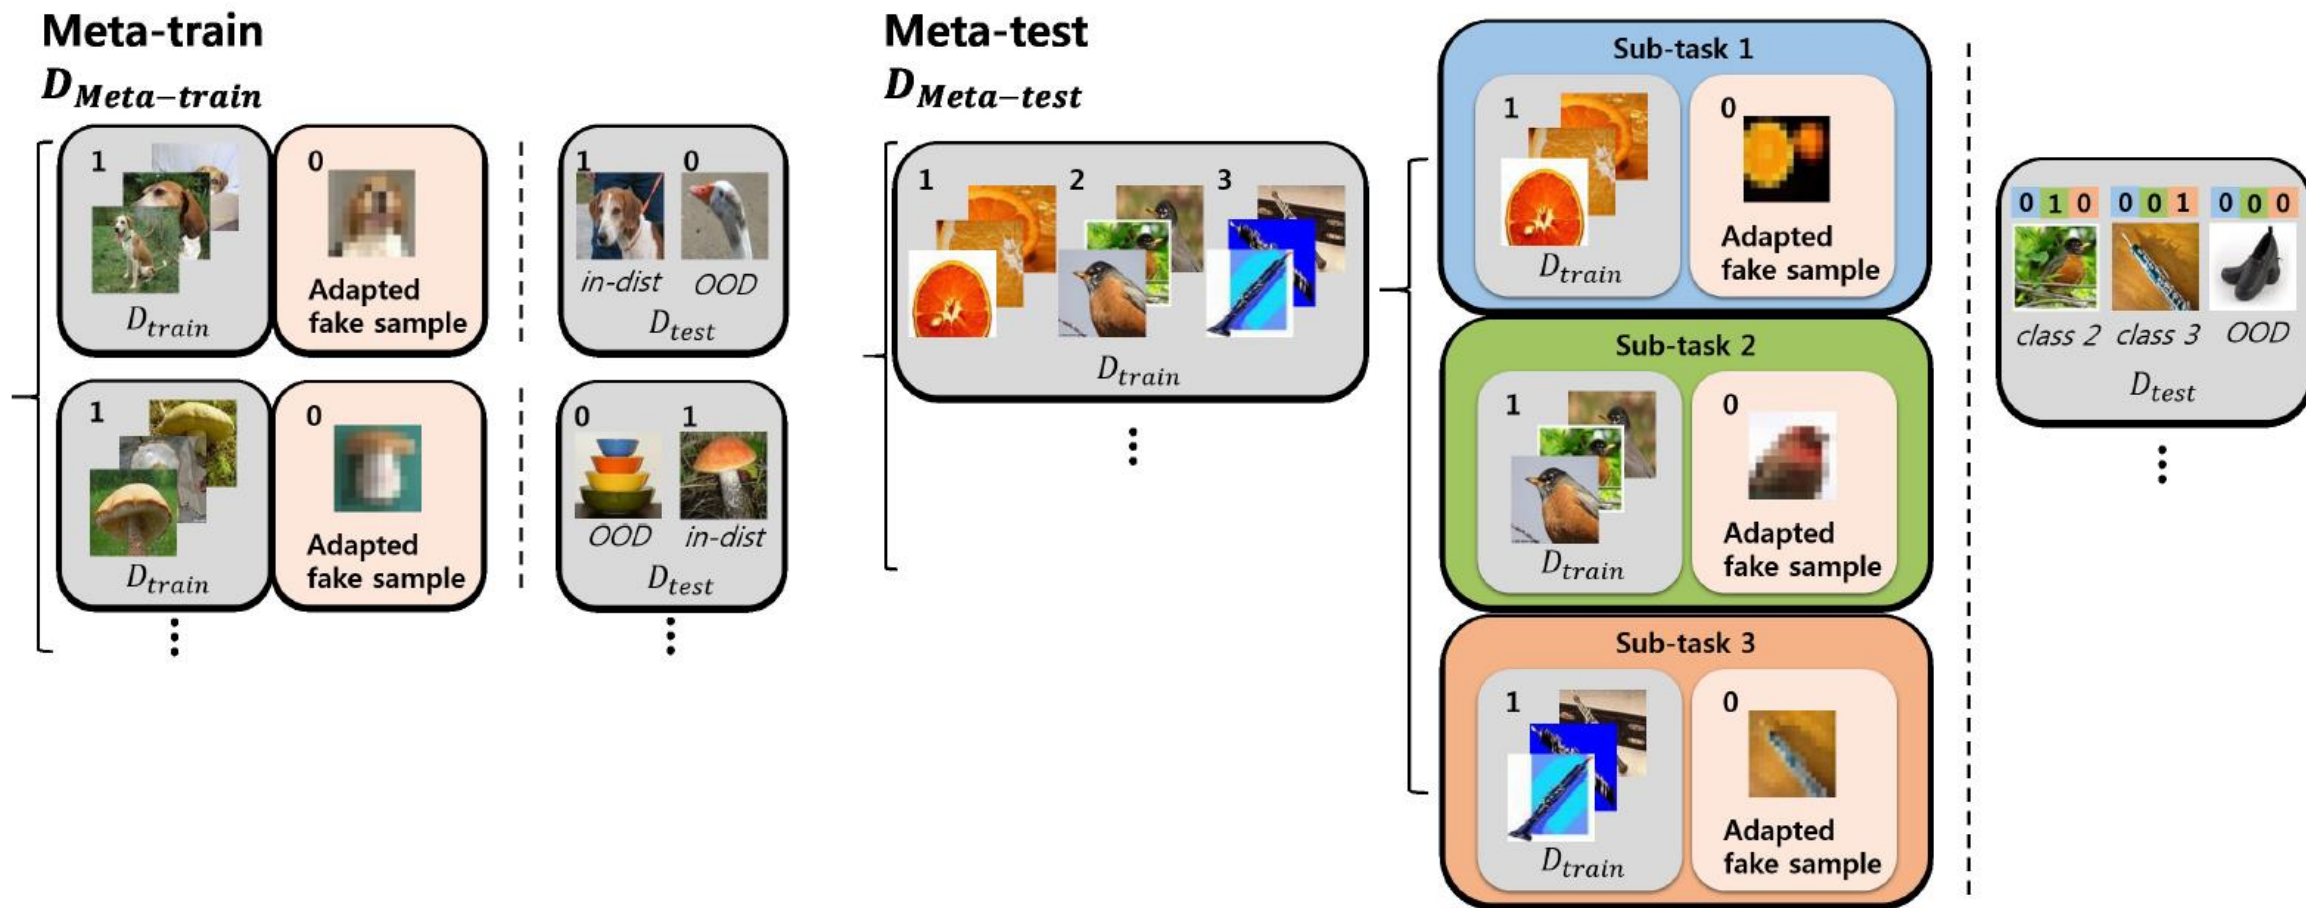 Meta-train
D_Meta−train
1
0
Adapted
fake sample
D_train
1 0
in-dist OOD
D_test
1
0
Adapted
fake sample
D_train
0 1
OOD in-dist
D_test
Meta-test
D_Meta−test
1 2 3
D_train
Sub-task 1
1
0
Adapted
fake sample
D_train
Sub-task 2
1
0
Adapted
fake sample
D_train
Sub-task 3
1
0
Adapted
fake sample
D_train
0 1 0 0 0 1 0 0 0
class 2 class 3 OOD
D_test